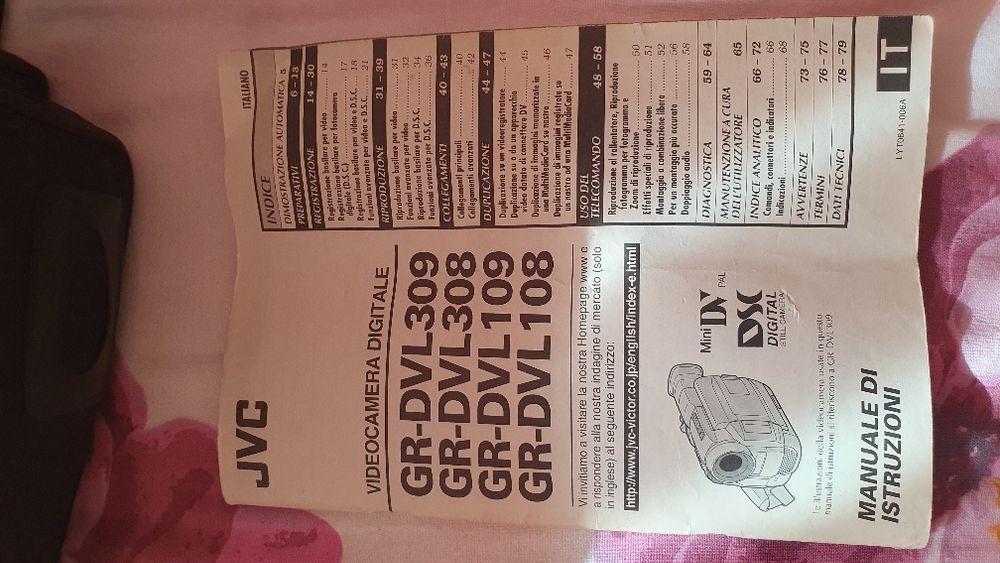 JVC
VIDEOCAMERA DIGITALE
GR-DVL309
GR-DVL308
GR-DVL109
GR-DVL108
Vi invitiamo a visitare la nostra Homepage www e
a rispondere alla nostra indagine di mercato (solo
in inglese) al seguente indirizzo:
http://www.jvc-victor.co.jp/english/index-e.html
Mini DV PAL
DSC
DIGITAL
STILL CAMERA
Le illustrazioni della videocamera usate in questo
manuale di istruzioni si riferiscono a GR-DVL309
MANUALE DI
ISTRUZIONI
ITALIANO
INDICE
DIMOSTRAZIONE AUTOMATICA 5
PREPARATIVI 6 – 13
REGISTRAZIONE 14 – 30
Registrazione basilare per video 14
Registrazione basilare per fotocamera
digitale (D.S.C.) 17
Registrazione basilare per video e D.S.C. 18
Funzioni avanzate per video e D.S.C. 21
RIPRODUZIONE 31 – 39
Riproduzione basilare per video 31
Funzioni avanzate per video 32
Riproduzione basilare per D.S.C. 34
Funzioni avanzate per D.S.C. 36
COLLEGAMENTI 40 – 43
Collegamenti principali 40
Collegamenti avanzati 42
DUPLICAZIONE 44 – 47
Duplicazione su un videoregistratore 44
Duplicazione su o da un apparecchio
video dotato di connettore DV 45
Duplicazione di immagini memorizzate in
una MultiMediaCard su nastro 46
Duplicazione di immagini registrate su
un nastro ad una MultiMediaCard 47
USO DEL
TELECOMANDO 48 – 58
Riproduzione al rallentatore, Riproduzione
fotogramma per fotogramma e
Zoom di riproduzione 50
Effetti speciali di riproduzione 51
Montaggio a combinazione libera 52
Per un montaggio più accurato 56
Doppiaggio audio 58
DIAGNOSTICA 59 – 64
MANUTENZIONE A CURA
DELL'UTILIZZATORE 65
INDICE ANALITICO 66 – 72
Comandi, connettori e indicatori 66
Indicazioni 68
AVVERTENZE 73 – 75
TERMINI 76 – 77
DATI TECNICI 78 – 79
IT
LYT0641-006A